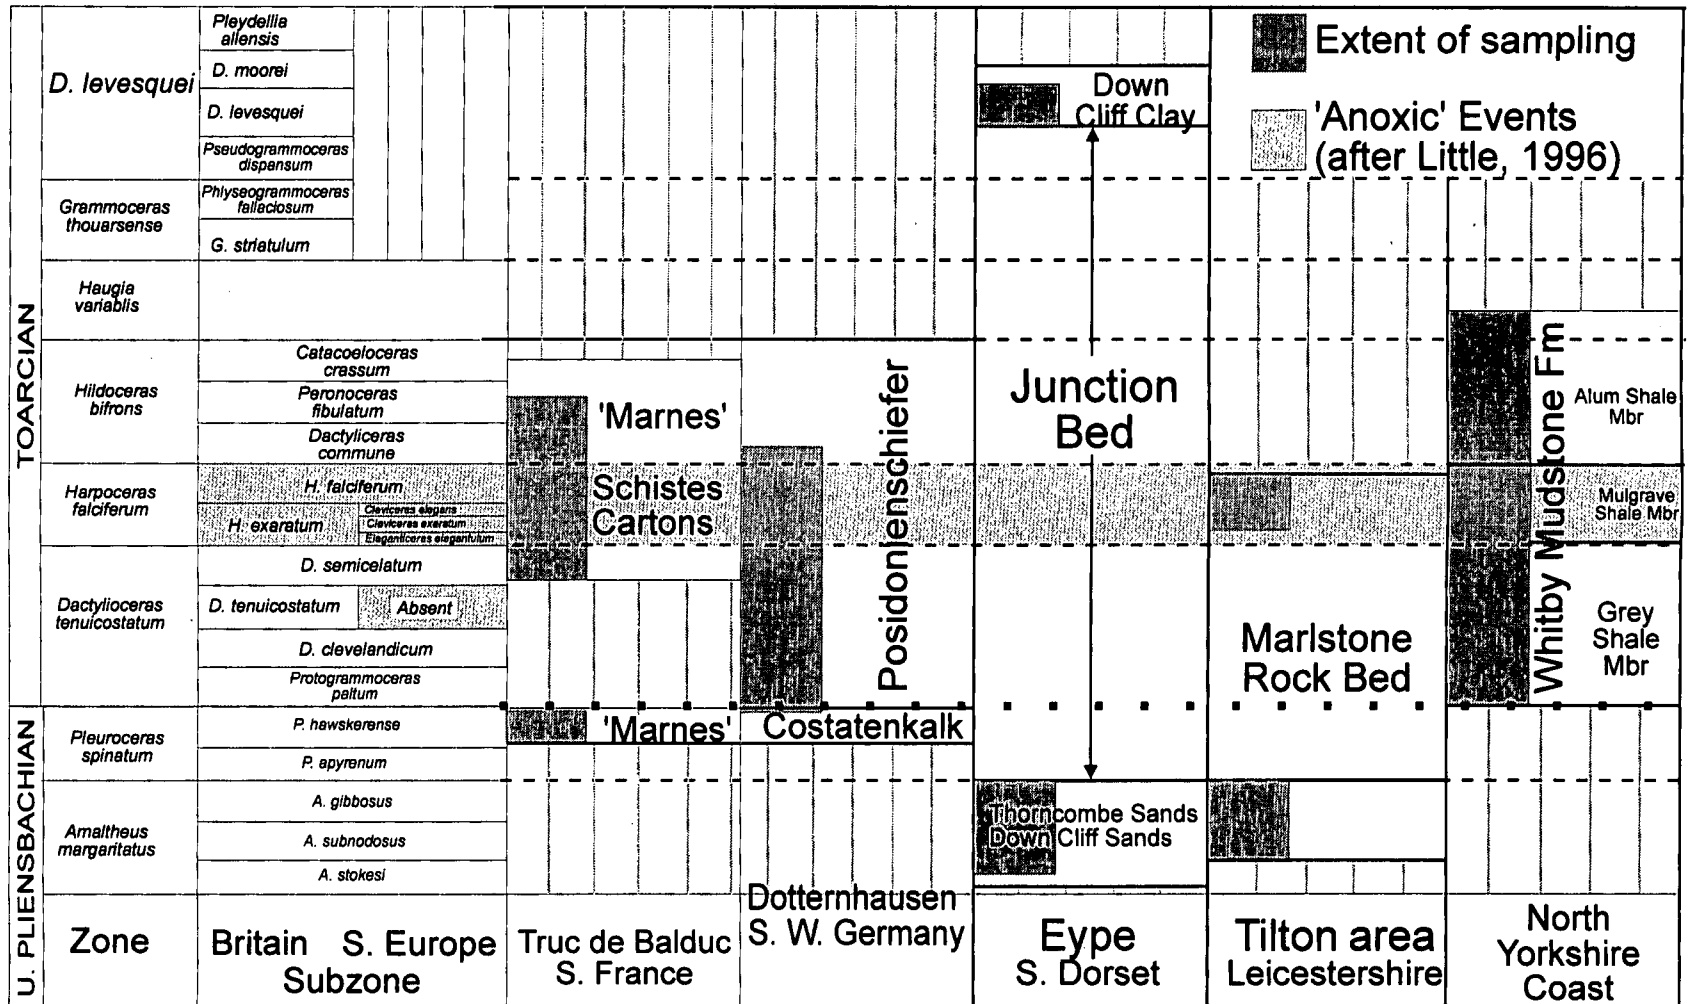 Extent of sampling
'Anoxic' Events
(after Little, 1996)
TOARCIAN
U. PLIENSBACHIAN
D. levesquei
Grammoceras
thouarsense
Haugia
variablis
Hildoceras
bifrons
Harpoceras
falciferum
Dactylioceras
tenuicostatum
Pleuroceras
spinatum
Amaltheus
margaritatus
Zone
Pleydellia
allensis
D. moorei
D. levesquei
Pseudogrammoceras
dispansum
Phlyseogrammoceras
fallaciosum
G. striatulum
Catacoeloceras
crassum
Peronoceras
fibulatum
Dactyliceras
commune
H. falciferum
H. exaratum
Cleviceras elegans
Cleviceras exaratum
Eleganticeras elegantulum
D. semicelatum
D. tenuicostatum
Absent
D. clevelandicum
Protogrammoceras
paltum
P. hawskerense
P. apyrenum
A. gibbosus
A. subnodosus
A. stokesi
Britain S. Europe
Subzone
'Marnes'
Schistes
Cartons
'Marnes'
Truc de Balduc
S. France
Posidonienschiefer
Costatenkalk
Dotternhausen
S. W. Germany
Down
Cliff Clay
Junction
Bed
Thorncombe Sands
Down Cliff Sands
Eype
S. Dorset
Marlstone
Rock Bed
Tilton area
Leicestershire
Whitby Mudstone Fm
Alum Shale
Mbr
Mulgrave
Shale Mbr
Grey
Shale
Mbr
North
Yorkshire
Coast